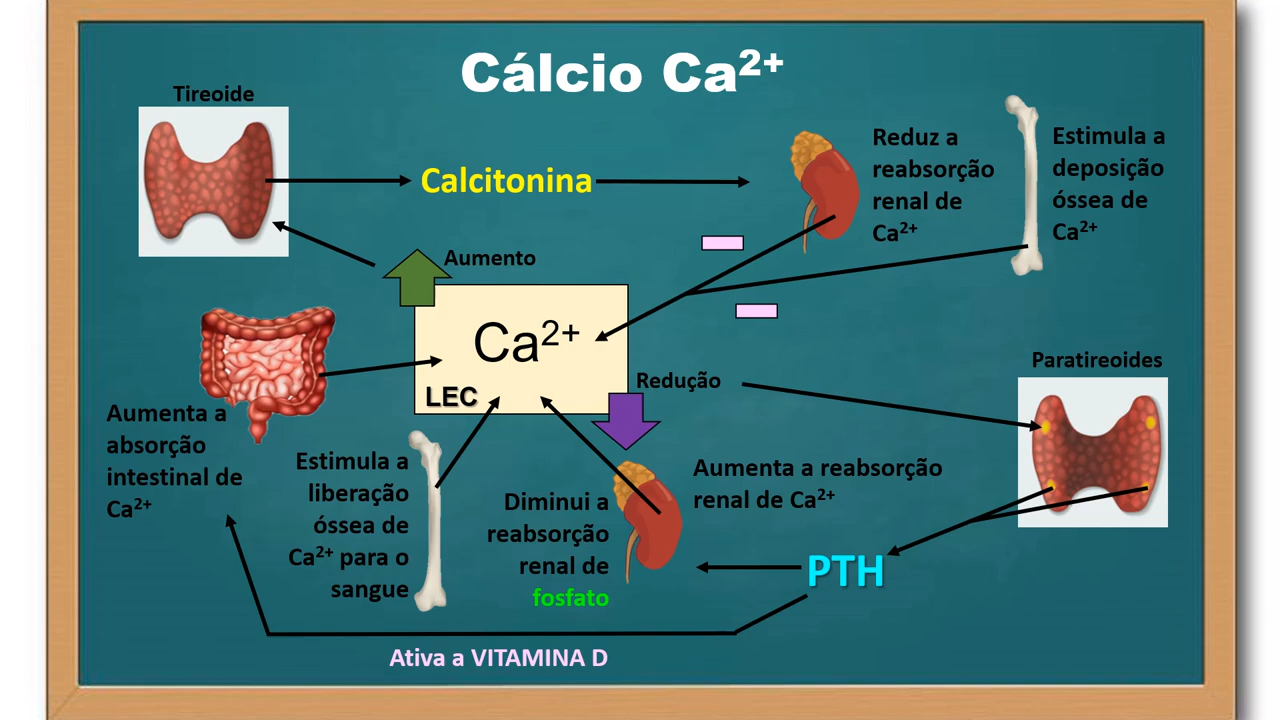 Cálcio Ca²⁺
Tireoide
Calcitonina
Reduz a
reabsorção
renal de
Ca²⁺
Estimula a
deposição
óssea de
Ca²⁺
Aumento
Ca²⁺
LEC
Redução
Paratireoides
Aumenta a
absorção
intestinal de
Ca²⁺
Estimula a
liberação
óssea de
Ca²⁺ para o
sangue
Diminui a
reabsorção
renal de
fosfato
Aumenta a reabsorção
renal de Ca²⁺
PTH
Ativa a VITAMINA D